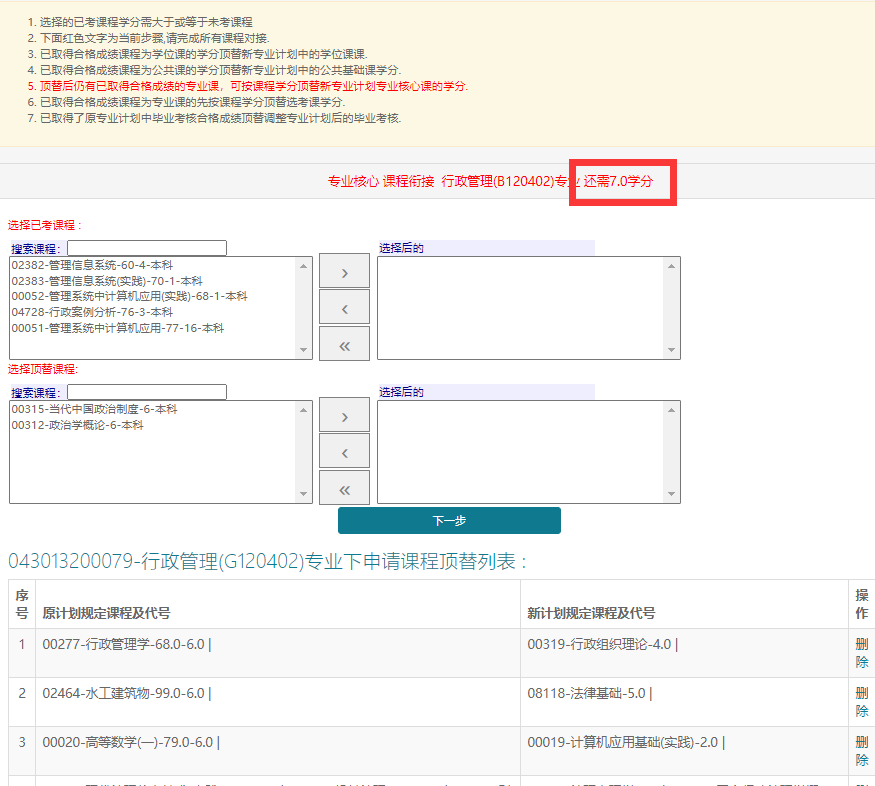 1. 选择的已考课程学分需大于或等于未考课程
2. 下面红色文字为当前步骤,请完成所有课程对接.
3. 已取得合格成绩课程为学位课的学分顶替新专业计划中的学位课课.
4. 已取得合格成绩课程为公共课的学分顶替新专业计划中的公共基础课学分.
5. 顶替后仍有已取得合格成绩的专业课，可按课程学分顶替新专业计划专业核心课的学分.
6. 已取得合格成绩课程为专业课的先按课程学分顶替选考课学分.
7. 已取得了原专业计划中毕业考核合格成绩顶替调整专业计划后的毕业考核.
专业核心 课程衔接 行政管理(B120402)专业 还需7.0学分
选择已考课程 :
搜索课程: 选择后的
02382-管理信息系统-60-4-本科
02383-管理信息系统(实践)-70-1-本科
00052-管理系统中计算机应用(实践)-68-1-本科
04728-行政案例分析-76-3-本科
00051-管理系统中计算机应用-77-16-本科
›
‹
«
选择顶替课程:
搜索课程: 选择后的
00315-当代中国政治制度-6-本科
00312-政治学概论-6-本科
›
‹
«
下一步
043013200079-行政管理(G120402)专业下申请课程顶替列表 :
序号 原计划规定课程及代号 新计划规定课程及代号 操作
1 00277-行政管理学-68.0-6.0 | 00319-行政组织理论-4.0 | 删除
2 02464-水工建筑物-99.0-6.0 | 08118-法律基础-5.0 | 删除
3 00020-高等数学(一)-79.0-6.0 | 00019-计算机应用基础(实践)-2.0 | 删除